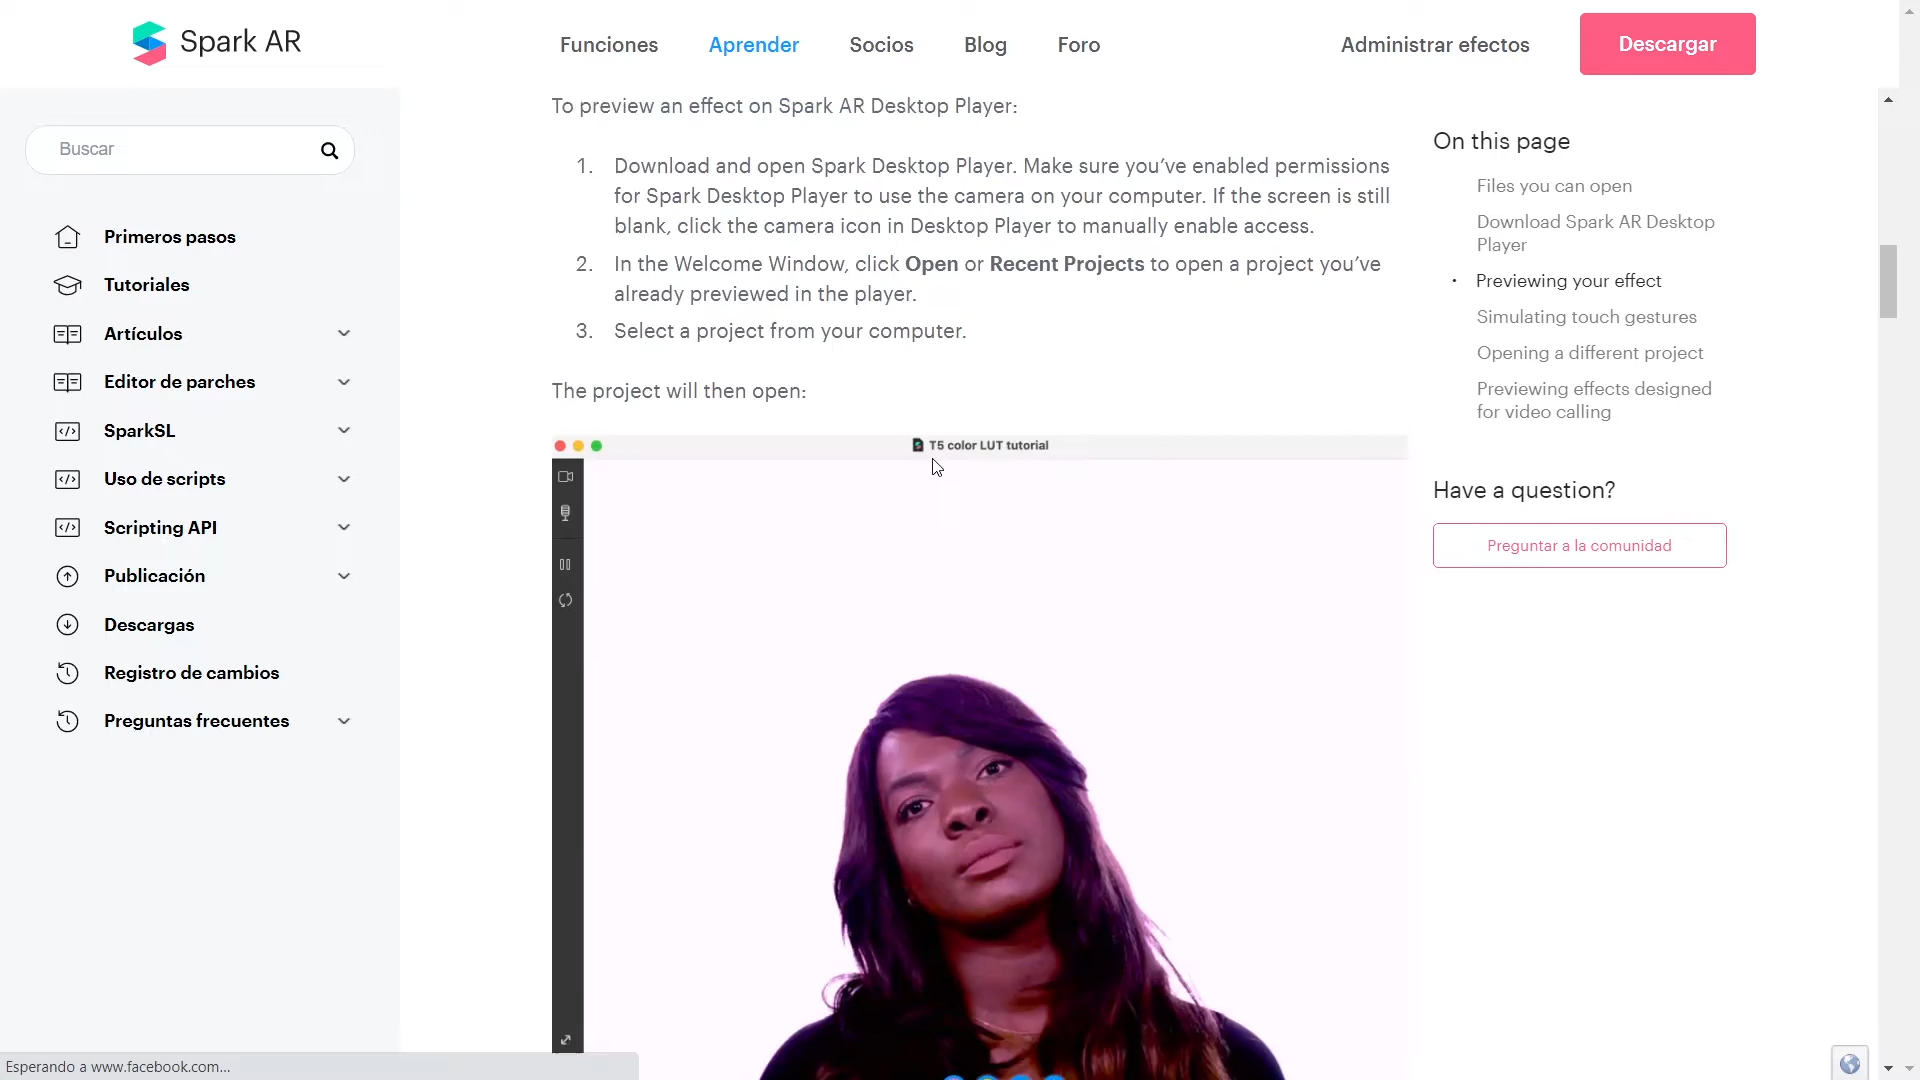 Spark AR
Funciones
Aprender
Socios
Blog
Foro
Administrar efectos
Descargar
Buscar
Primeros pasos
Tutoriales
Artículos
Editor de parches
SparkSL
Uso de scripts
Scripting API
Publicación
Descargas
Registro de cambios
Preguntas frecuentes
To preview an effect on Spark AR Desktop Player:
1. Download and open Spark Desktop Player. Make sure you’ve enabled permissions
for Spark Desktop Player to use the camera on your computer. If the screen is still
blank, click the camera icon in Desktop Player to manually enable access.
2. In the Welcome Window, click Open or Recent Projects to open a project you’ve
already previewed in the player.
3. Select a project from your computer.
The project will then open:
T5 color LUT tutorial
On this page
Files you can open
Download Spark AR Desktop
Player
• Previewing your effect
Simulating touch gestures
Opening a different project
Previewing effects designed
for video calling
Have a question?
Preguntar a la comunidad
Esperando a www.facebook.com...